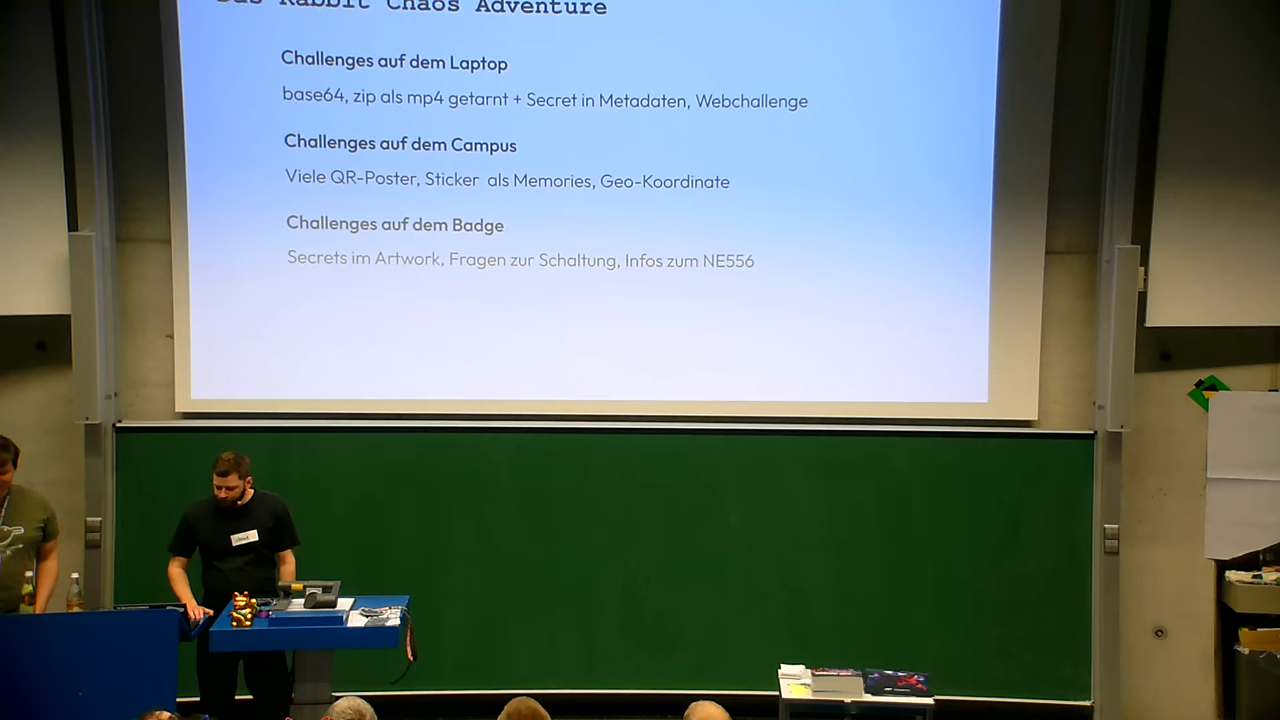 Das Rabbit Chaos Adventure
Challenges auf dem Laptop
base64, zip als mp4 getarnt + Secret in Metadaten, Webchallenge
Challenges auf dem Campus
Viele QR-Poster, Sticker als Memories, Geo-Koordinate
Challenges auf dem Badge
Secrets im Artwork, Fragen zur Schaltung, Infos zum NE556